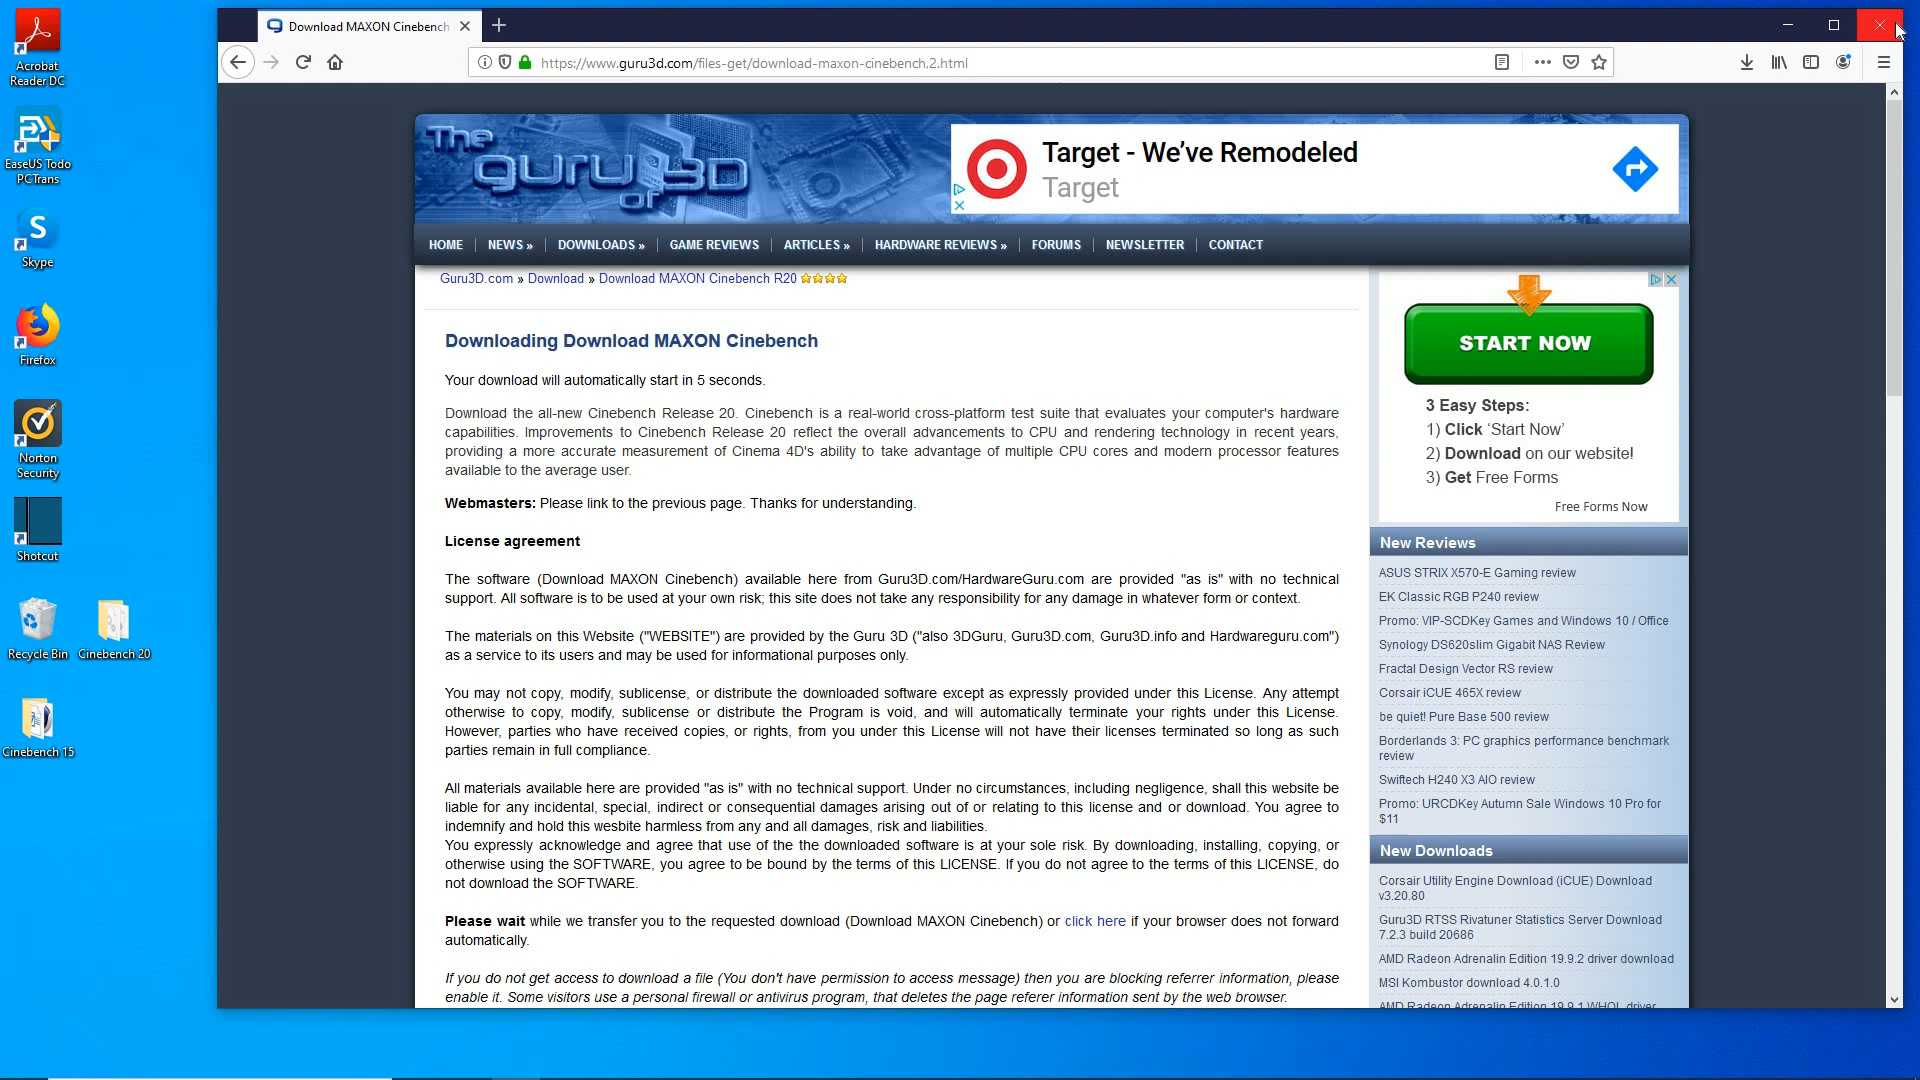 Download MAXON Cinebench
https://www.guru3d.com/files-get/download-maxon-cinebench,2.html
Acrobat
Reader DC
EaseUS Todo
PCTrans
Skype
Firefox
Norton
Security
Shotcut
Recycle Bin
Cinebench 20
Cinebench 15
The
guru
of 3D
Target - We've Remodeled
Target
HOME
NEWS »
DOWNLOADS »
GAME REVIEWS
ARTICLES »
HARDWARE REVIEWS »
FORUMS
NEWSLETTER
CONTACT
Guru3D.com » Download » Download MAXON Cinebench R20
Downloading Download MAXON Cinebench
Your download will automatically start in 5 seconds.
Download the all-new Cinebench Release 20. Cinebench is a real-world cross-platform test suite that evaluates your computer's hardware
capabilities. Improvements to Cinebench Release 20 reflect the overall advancements to CPU and rendering technology in recent years,
providing a more accurate measurement of Cinema 4D's ability to take advantage of multiple CPU cores and modern processor features
available to the average user.
Webmasters: Please link to the previous page. Thanks for understanding.
License agreement
The software (Download MAXON Cinebench) available here from Guru3D.com/HardwareGuru.com are provided "as is" with no technical
support. All software is to be used at your own risk; this site does not take any responsibility for any damage in whatever form or context.
The materials on this Website ("WEBSITE") are provided by the Guru 3D ("also 3DGuru, Guru3D.com, Guru3D.info and Hardwareguru.com")
as a service to its users and may be used for informational purposes only.
You may not copy, modify, sublicense, or distribute the downloaded software except as expressly provided under this License. Any attempt
otherwise to copy, modify, sublicense or distribute the Program is void, and will automatically terminate your rights under this License.
However, parties who have received copies, or rights, from you under this License will not have their licenses terminated so long as such
parties remain in full compliance.
All materials available here are provided "as is" with no technical support. Under no circumstances, including negligence, shall this website be
liable for any incidental, special, indirect or consequential damages arising out of or relating to this license and or download. You agree to
indemnify and hold this wesbite harmless from any and all damages, risk and liabilities.
You expressly acknowledge and agree that use of the the downloaded software is at your sole risk. By downloading, installing, copying, or
otherwise using the SOFTWARE, you agree to be bound by the terms of this LICENSE. If you do not agree to the terms of this LICENSE, do
not download the SOFTWARE.
Please wait while we transfer you to the requested download (Download MAXON Cinebench) or click here if your browser does not forward
automatically.
If you do not get access to download a file (You don't have permission to access message) then you are blocking referrer information, please
enable it. Some visitors use a personal firewall or antivirus program, that deletes the page referer information sent by the web browser.
START NOW
3 Easy Steps:
1) Click ‘Start Now’
2) Download on our website!
3) Get Free Forms
Free Forms Now
New Reviews
ASUS STRIX X570-E Gaming review
EK Classic RGB P240 review
Promo: VIP-SCDKey Games and Windows 10 / Office
Synology DS620slim Gigabit NAS Review
Fractal Design Vector RS review
Corsair iCUE 465X review
be quiet! Pure Base 500 review
Borderlands 3: PC graphics performance benchmark
review
Swiftech H240 X3 AIO review
Promo: URCDKey Autumn Sale Windows 10 Pro for
$11
New Downloads
Corsair Utility Engine Download (iCUE) Download
v3.20.80
Guru3D RTSS Rivatuner Statistics Server Download
7.2.3 build 20686
AMD Radeon Adrenalin Edition 19.9.2 driver download
MSI Kombustor download 4.0.1.0
AMD Radeon Adrenalin Edition 19.9.1 WHQL driver